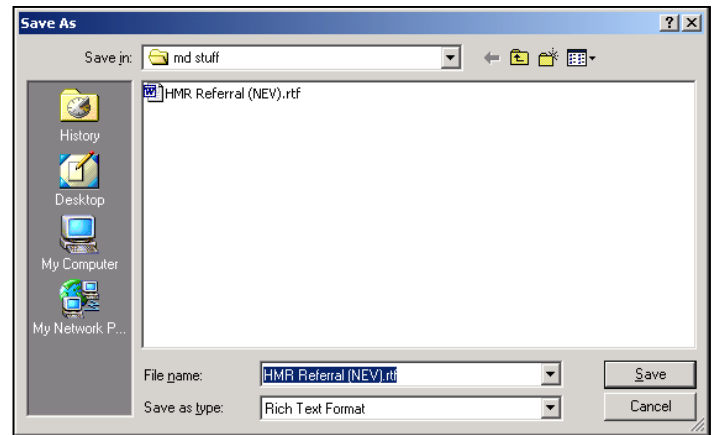 Save As
Save in: md stuff
HMR Referral (NEV).rtf
History
Desktop
My Computer
My Network P...
File name: HMR Referral (NEV).rtf Save
Save as type: Rich Text Format Cancel